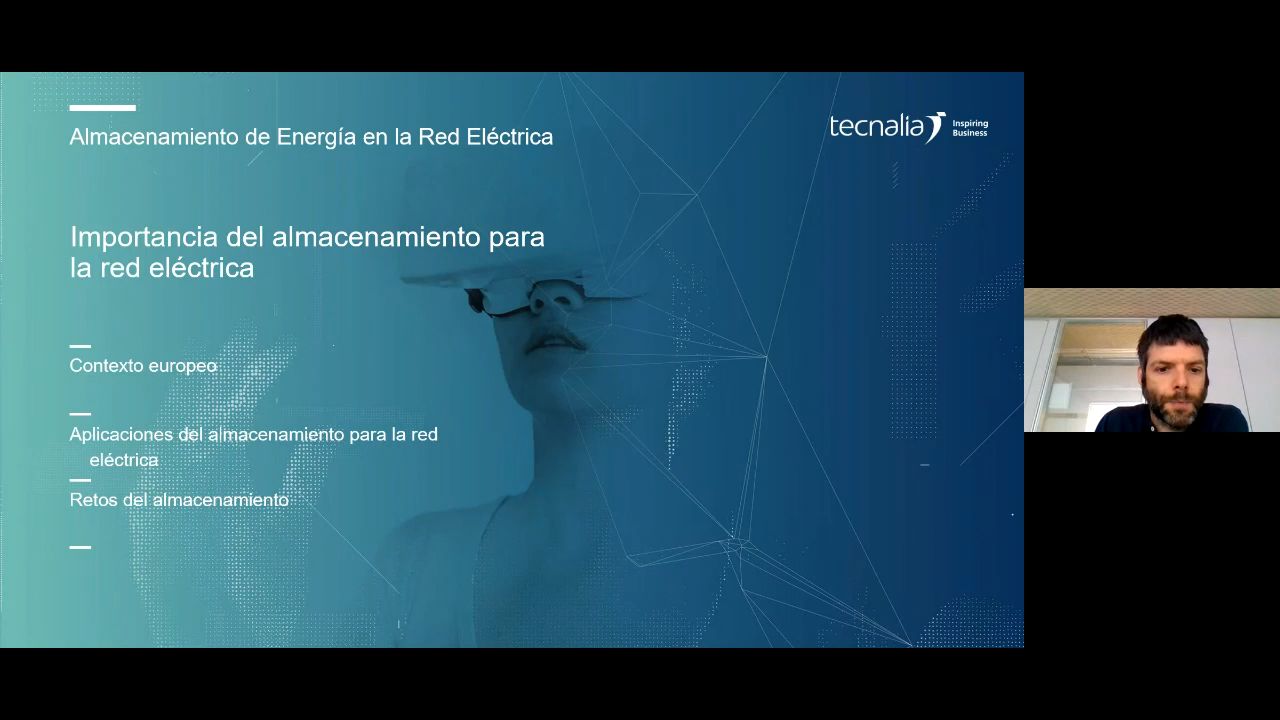 Almacenamiento de Energía en la Red Eléctrica
tecnalia Inspiring Business
Importancia del almacenamiento para
la red eléctrica
Contexto europeo
Aplicaciones del almacenamiento para la red
eléctrica
Retos del almacenamiento